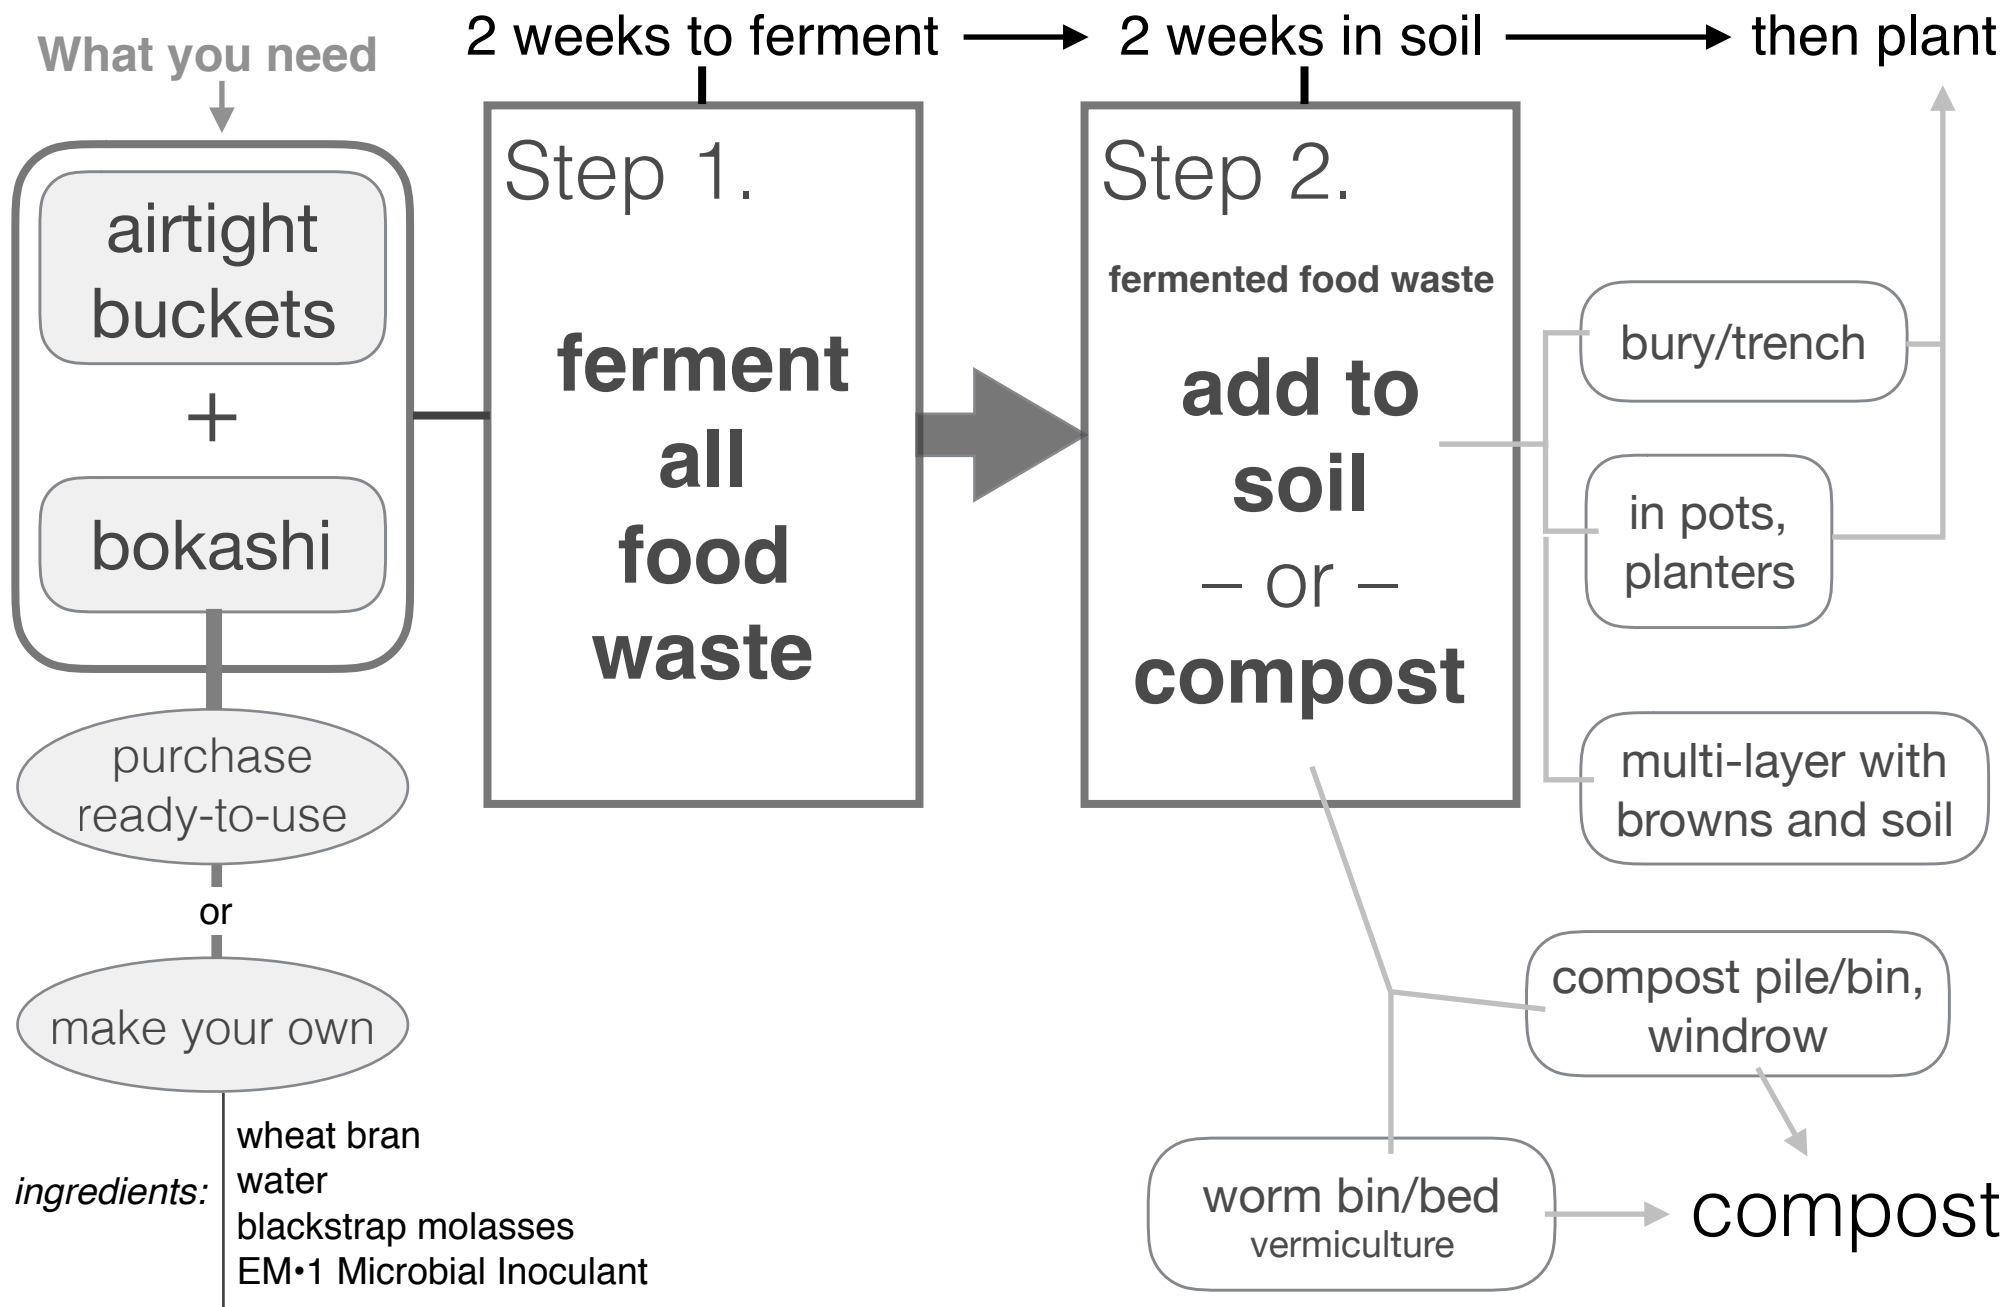 2 weeks to ferment
2 weeks in soil
then plant
What you need
airtight
buckets
+
bokashi
purchase
ready-to-use
or
make your own
ingredients:
wheat bran
water
blackstrap molasses
EM•1 Microbial Inoculant
Step 1.
ferment
all
food
waste
Step 2.
fermented food waste
add to
soil
– or –
compost
bury/trench
in pots,
planters
multi-layer with
browns and soil
compost pile/bin,
windrow
worm bin/bed
vermiculture
compost